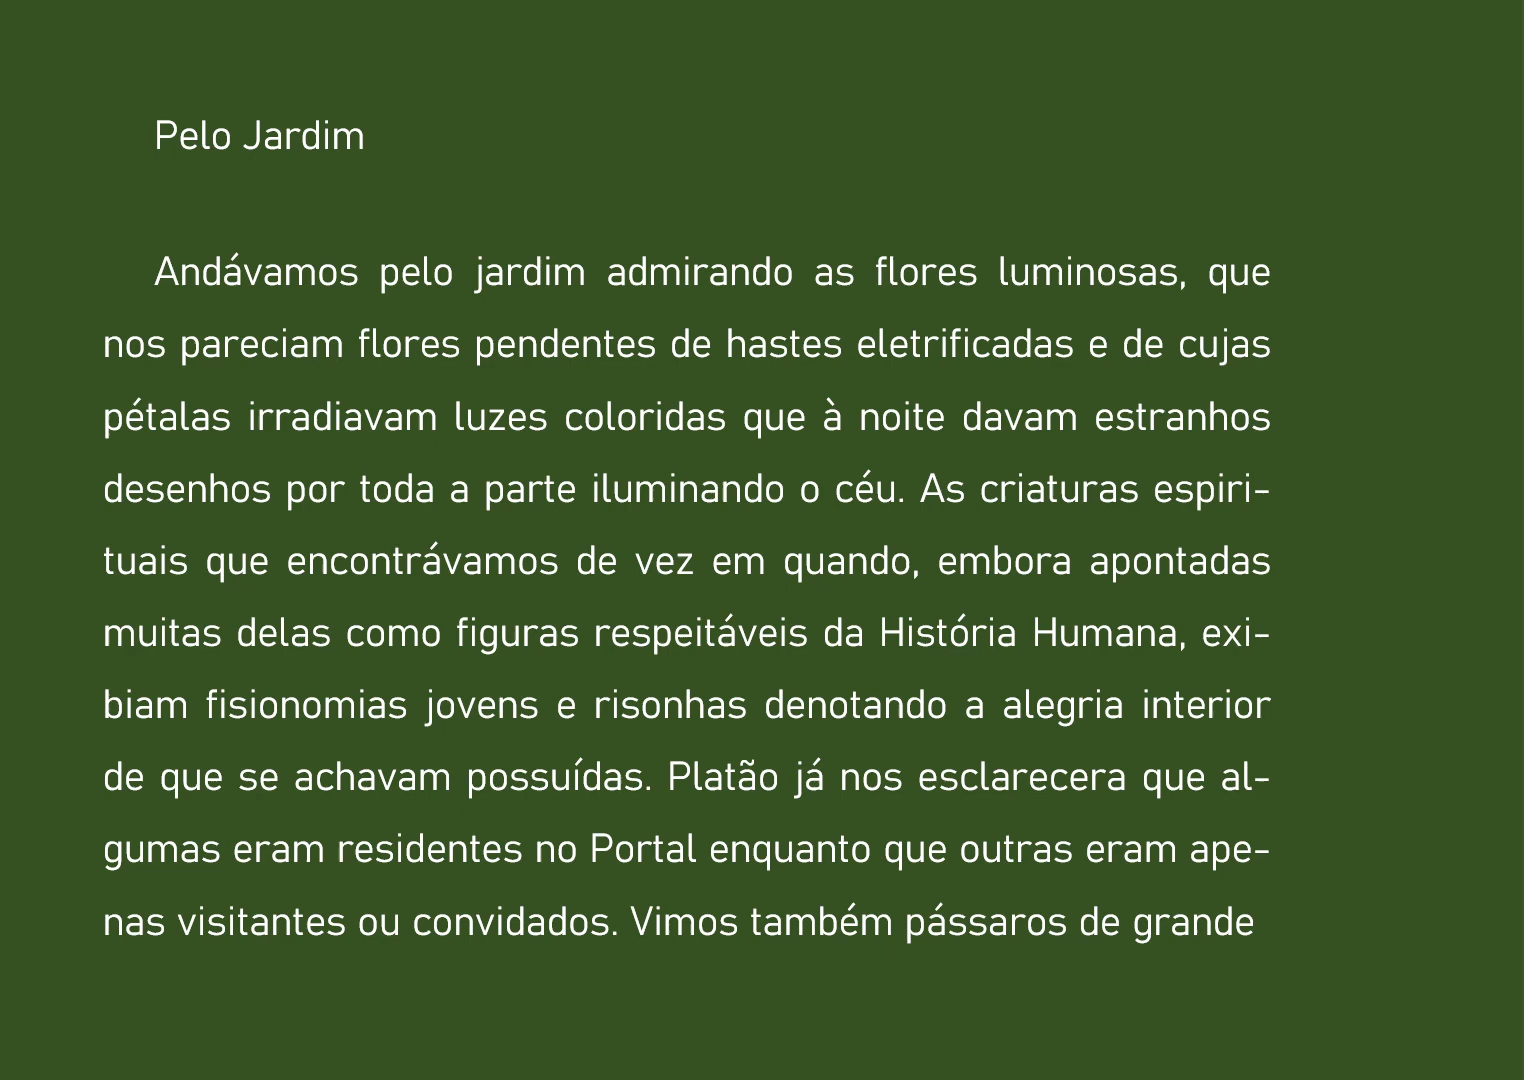 Pelo Jardim
Andávamos pelo jardim admirando as flores luminosas, que
nos pareciam flores pendentes de hastes eletrificadas e de cujas
pétalas irradiavam luzes coloridas que à noite davam estranhos
desenhos por toda a parte iluminando o céu. As criaturas espiri-
tuais que encontrávamos de vez em quando, embora apontadas
muitas delas como figuras respeitáveis da História Humana, exi-
biam fisionomias jovens e risonhas denotando a alegria interior
de que se achavam possuídas. Platão já nos esclarecera que al-
gumas eram residentes no Portal enquanto que outras eram ape-
nas visitantes ou convidados. Vimos também pássaros de grande